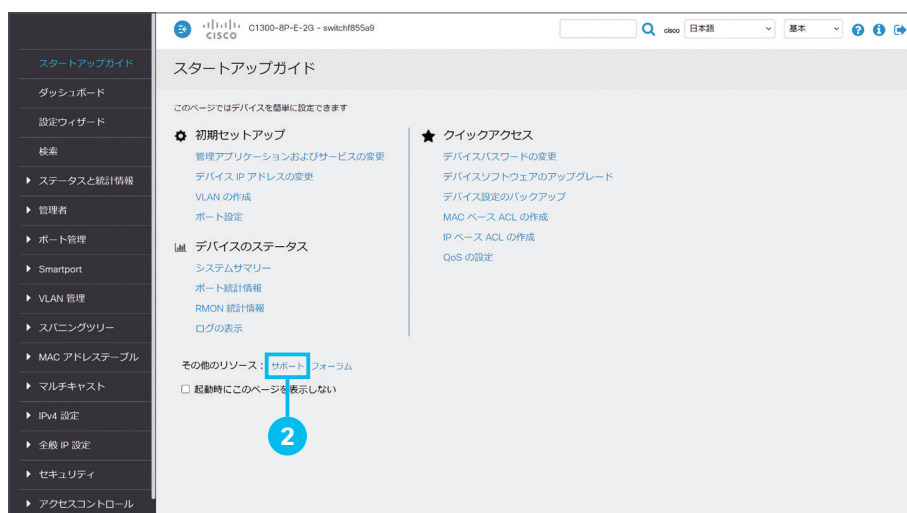 CISCO
C1300-8P-E-2G - switchf855a9
cisco
日本語
基本
スタートアップガイド
ダッシュボード
設定ウィザード
検索
ステータスと統計情報
管理者
ポート管理
Smartport
VLAN 管理
スパニングツリー
MAC アドレステーブル
マルチキャスト
IPv4 設定
全般 IP 設定
セキュリティ
アクセスコントロール
スタートアップガイド
このページではデバイスを簡単に設定できます
初期セットアップ
管理アプリケーションおよびサービスの変更
デバイス IP アドレスの変更
VLAN の作成
ポート設定
デバイスのステータス
システムサマリー
ポート統計情報
RMON 統計情報
ログの表示
クイックアクセス
デバイスパスワードの変更
デバイスソフトウェアのアップグレード
デバイス設定のバックアップ
MAC ベース ACL の作成
IP ベース ACL の作成
QoS の設定
その他のリソース： サポート フォーラム
起動時にこのページを表示しない
2